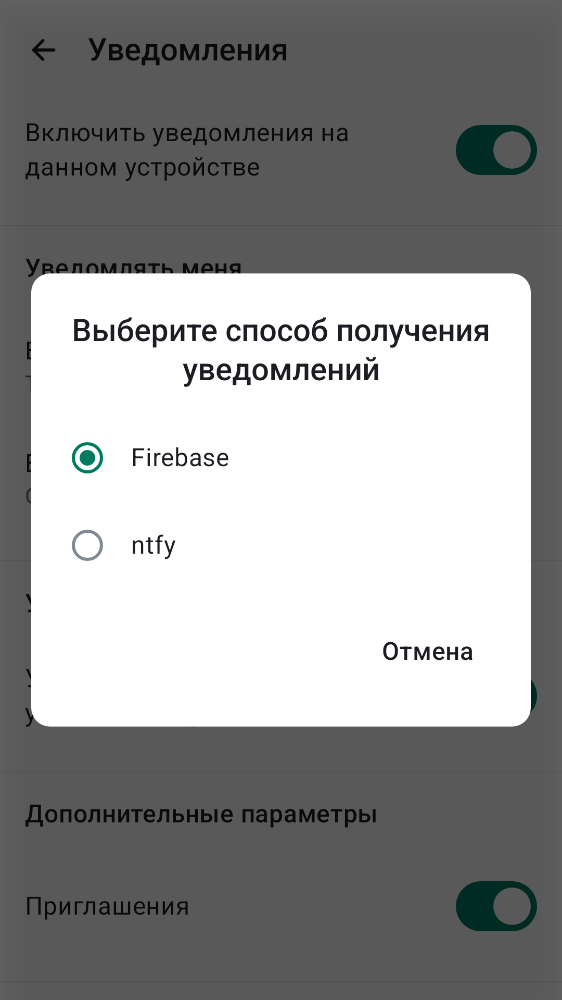 Уведомления
Включить уведомления на
данном устройстве
Уведомлять меня
Выберите способ получения
уведомлений
Firebase
ntfy
Отмена
Дополнительные параметры
Приглашения